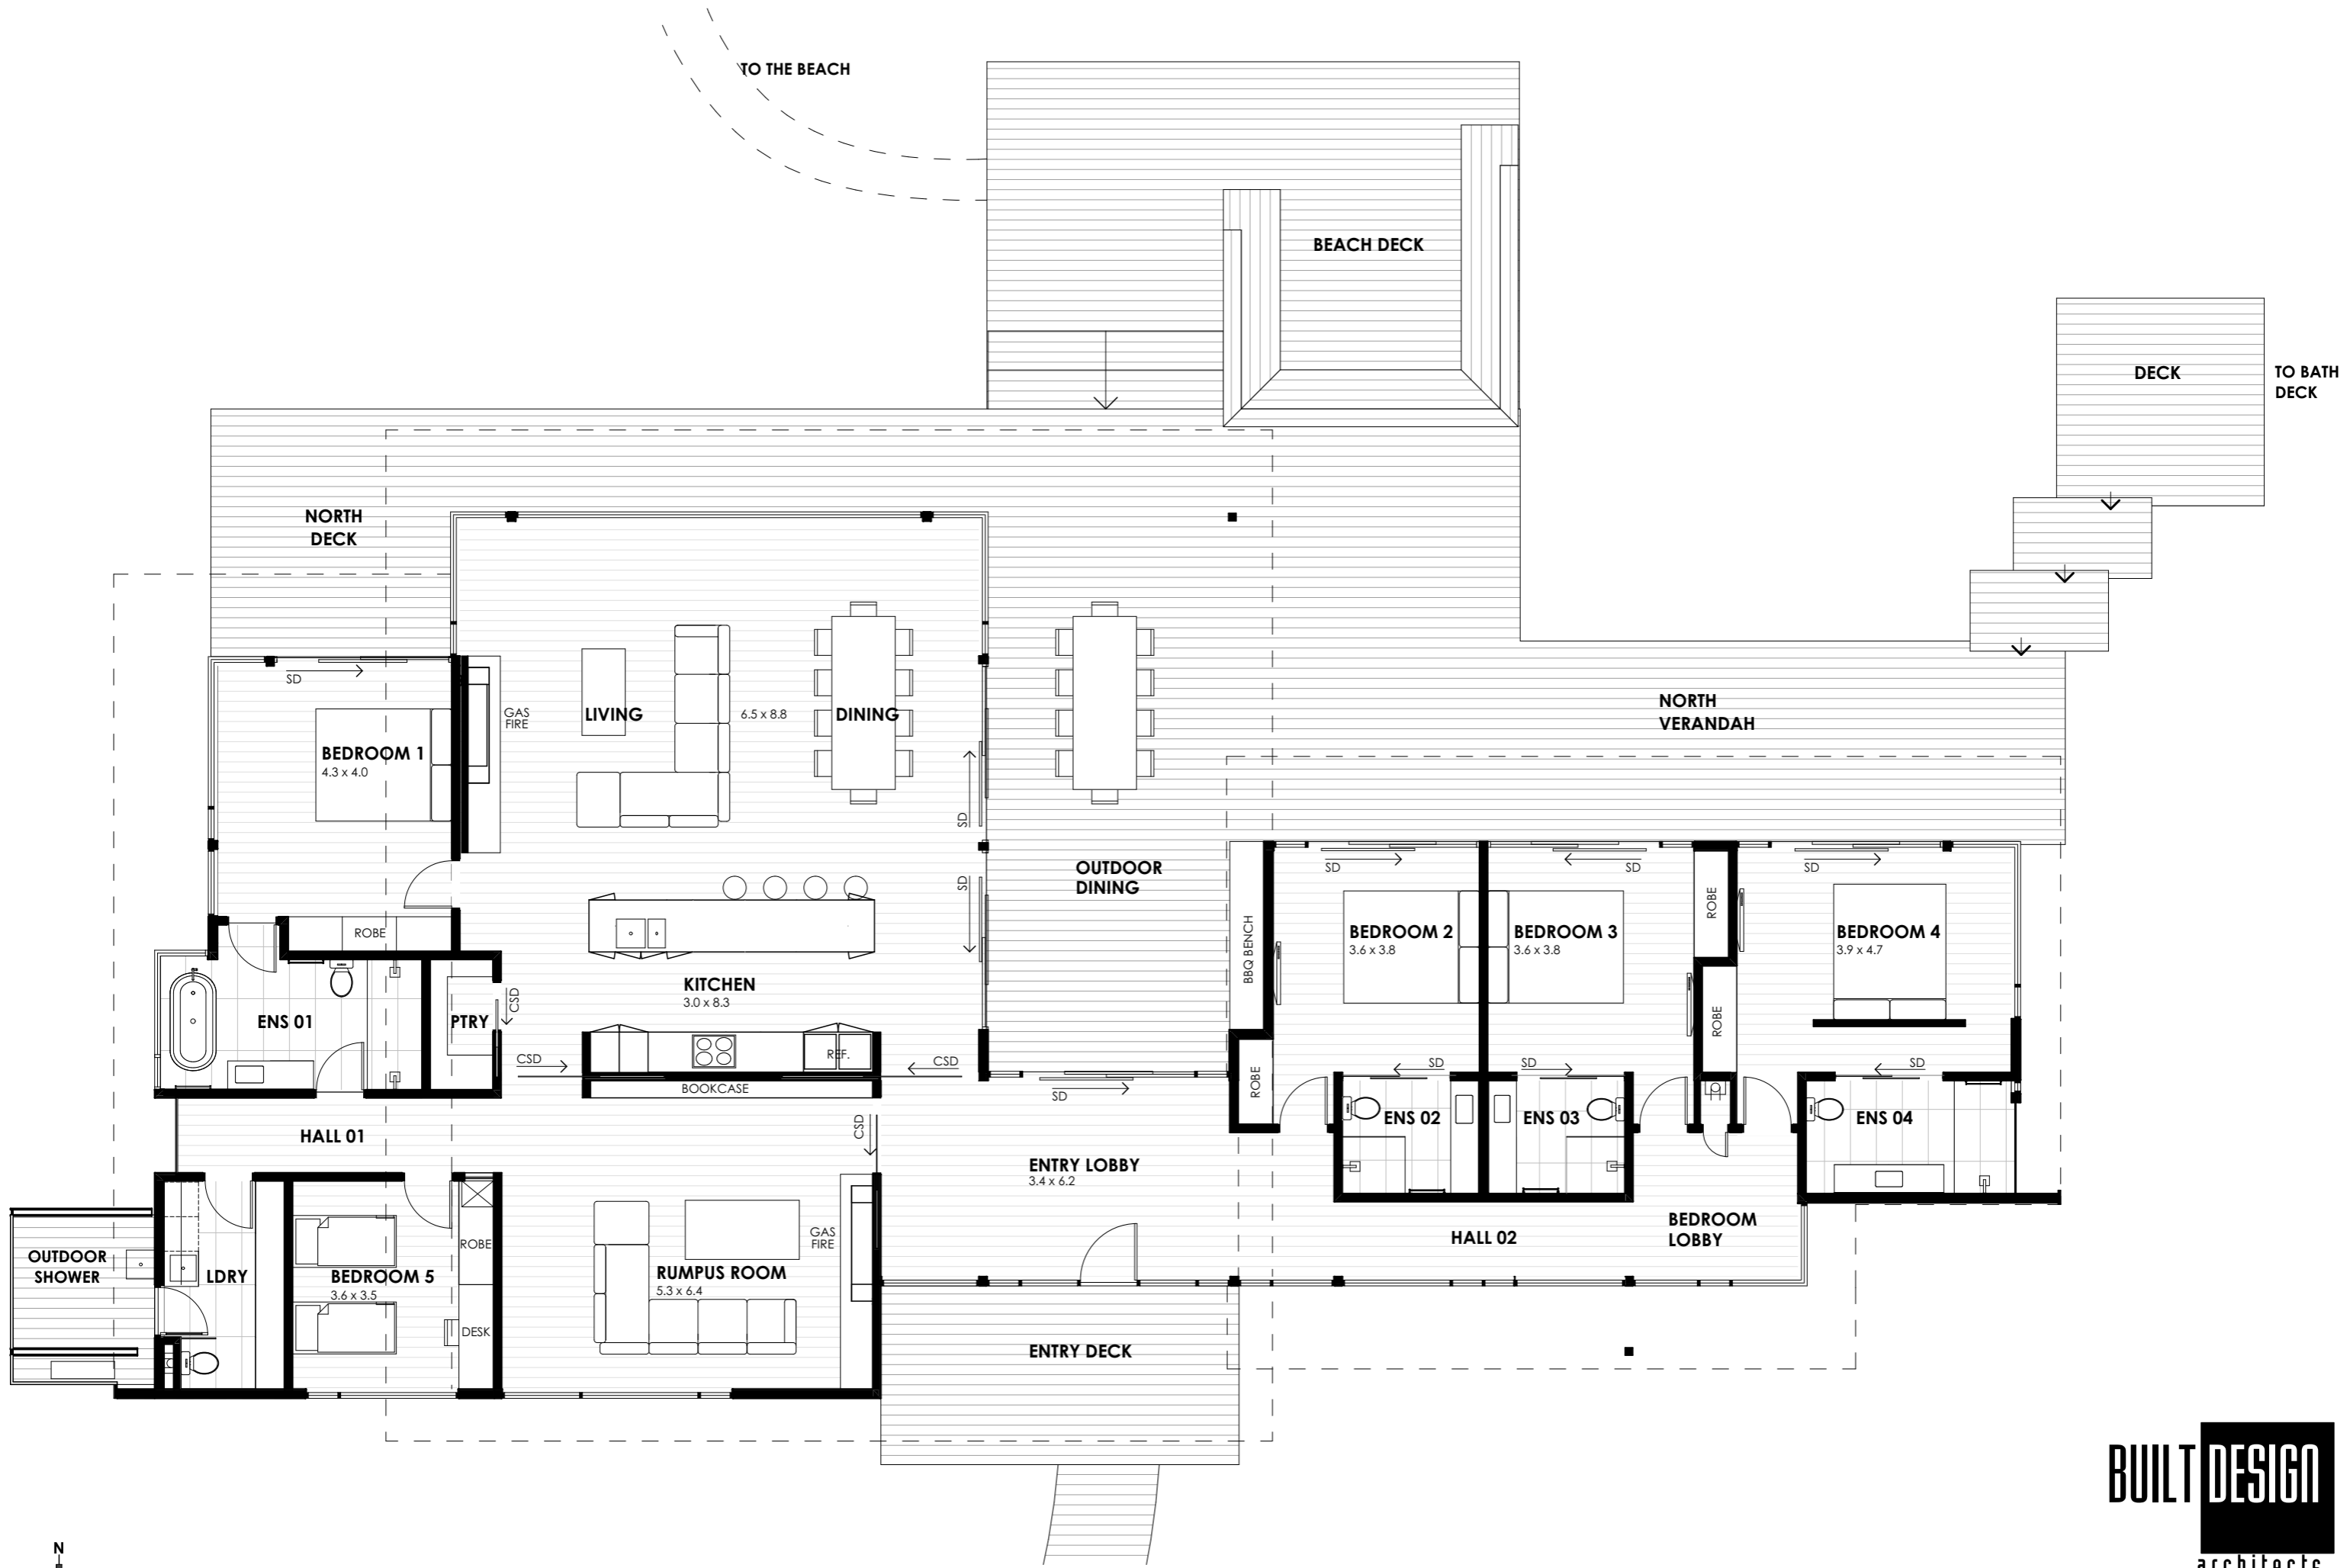 TO THE BEACH
BEACH DECK
DECK
TO BATH
DECK
NORTH
DECK
SD
GAS
FIRE
LIVING
6.5 x 8.8
DINING
NORTH
VERANDAH
BEDROOM 1
4.3 x 4.0
SD
SD
OUTDOOR
DINING
SD
SD
SD
ROBE
BBQ BENCH
BEDROOM 2
3.6 x 3.8
BEDROOM 3
3.6 x 3.8
ROBE
BEDROOM 4
3.9 x 4.7
ROBE
KITCHEN
3.0 x 8.3
ENS 01
PTRY
CSD
CSD
REF.
CSD
BOOKCASE
SD
ROBE
SD
SD
SD
ENS 02
ENS 03
ENS 04
HALL 01
CSD
ENTRY LOBBY
3.4 x 6.2
HALL 02
BEDROOM
LOBBY
OUTDOOR
SHOWER
LDRY
BEDROOM 5
3.6 x 3.5
ROBE
DESK
RUMPUS ROOM
5.3 x 6.4
GAS
FIRE
ENTRY DECK
N
BUILT DESIGN
architects